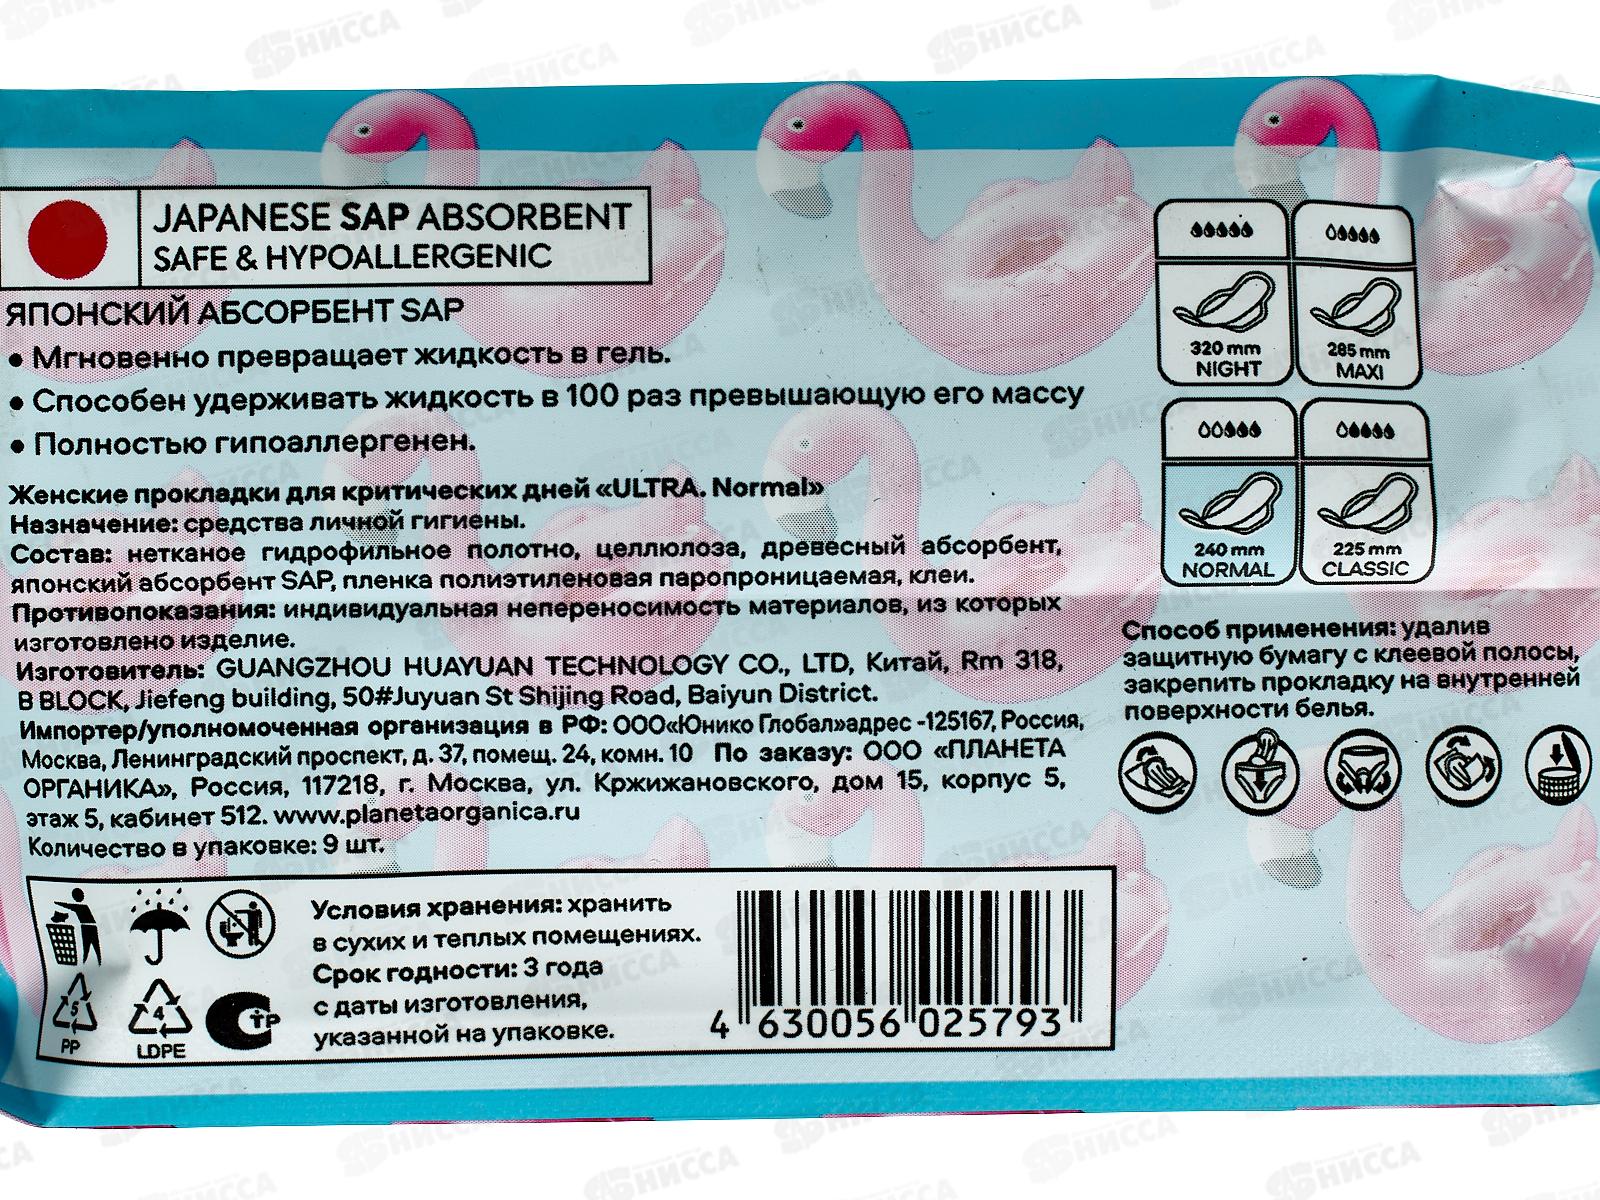 JAPANESE SAP ABSORBENT
SAFE & HYPOALLERGENIC
ЯПОНСКИЙ АБСОРБЕНТ SAP
• Мгновенно превращает жидкость в гель.
• Способен удерживать жидкость в 100 раз превышающую его массу
• Полностью гипоаллергенен.
Женские прокладки для критических дней «ULTRA. Normal»
Назначение: средства личной гигиены.
Состав: нетканое гидрофильное полотно, целлюлоза, древесный абсорбент,
японский абсорбент SAP, пленка полиэтиленовая паропроницаемая, клеи.
Противопоказания: индивидуальная непереносимость материалов, из которых
изготовлено изделие.
Изготовитель: GUANGZHOU HUAYUAN TECHNOLOGY CO., LTD, Китай, Rm 318,
B BLOCK, Jiefeng building, 50#Juyuan St Shijing Road, Baiyun District.
Импортер/уполномоченная организация в РФ: ООО«Юнико Глобал»адрес -125167, Россия,
Москва, Ленинградский проспект, д. 37, помещ. 24, комн. 10 По заказу: ООО «ПЛАНЕТА
ОРГАНИКА», Россия, 117218, г. Москва, ул. Кржижановского, дом 15, корпус 5,
этаж 5, кабинет 512. www.planetaorganica.ru
Количество в упаковке: 9 шт.
320 mm
NIGHT
285 mm
MAXI
240 mm
NORMAL
225 mm
CLASSIC
Способ применения: удалив
защитную бумагу с клеевой полосы,
закрепить прокладку на внутренней
поверхности белья.
Условия хранения: хранить
в сухих и теплых помещениях.
Срок годности: 3 года
с даты изготовления,
указанной на упаковке.
5
PP
4
LDPE
СТР
4 630056 025793
НИССА